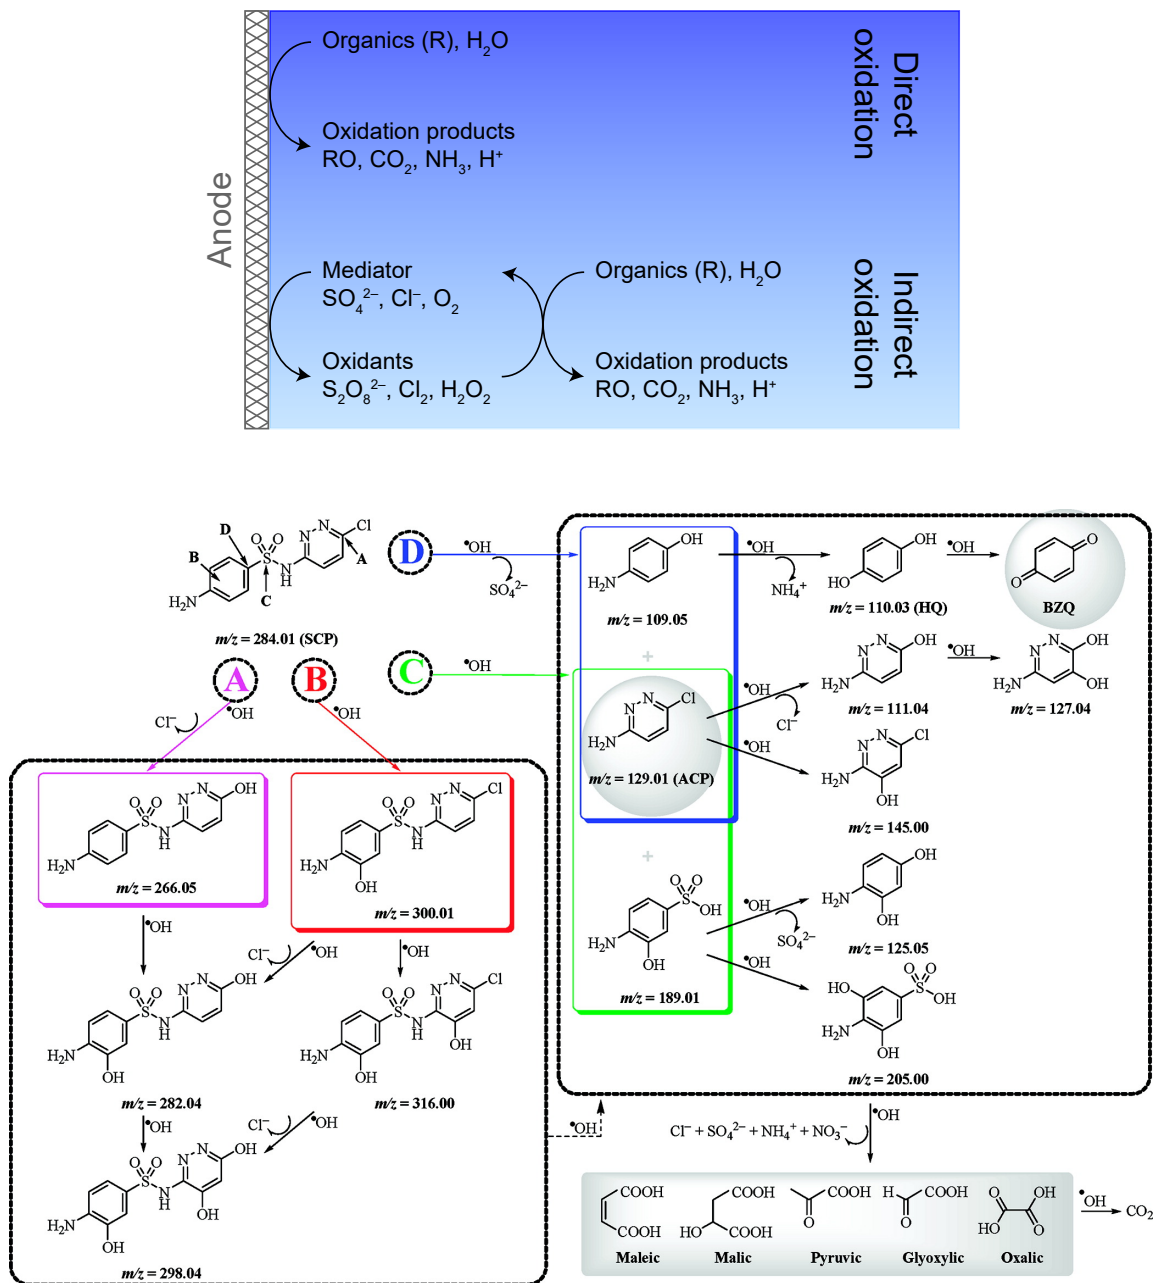 Organics (R), H₂O
Direct
oxidation
Oxidation products
RO, CO₂, NH₃, H⁺
Anode
Mediator
SO₄²⁻, Cl⁻, O₂
Organics (R), H₂O
Indirect
oxidation
Oxidants
S₂O₈²⁻, Cl₂, H₂O₂
Oxidation products
RO, CO₂, NH₃, H⁺
D
B
A
C
O O
S
N
H
N N
Cl
H₂N
m/z = 284.01 (SCP)
D
•OH
SO₄²⁻
OH
H₂N
m/z = 109.05
•OH
NH₄⁺
OH
HO
m/z = 110.03 (HQ)
•OH
O
O
BZQ
C
•OH
+
N N
Cl
H₂N
m/z = 129.01 (ACP)
•OH
Cl⁻
N N
OH
H₂N
m/z = 111.04
•OH
N N
OH
H₂N
OH
m/z = 127.04
•OH
Cl
N N
H₂N
OH
m/z = 145.00
+
O O
S
OH
H₂N
OH
m/z = 189.01
•OH
SO₄²⁻
OH
H₂N
OH
m/z = 125.05
•OH
O O
HO
S
OH
H₂N
OH
m/z = 205.00
A
Cl⁻
•OH
B
•OH
O O
S
N
H
N N
OH
H₂N
m/z = 266.05
O O
S
N
H
N N
Cl
H₂N
OH
m/z = 300.01
•OH
Cl⁻
•OH
•OH
O O
S
N
H
N N
OH
H₂N
OH
m/z = 282.04
O O
S
N
H
N N
Cl
OH
H₂N
OH
m/z = 316.00
•OH
Cl⁻
•OH
O O
S
N
H
N N
OH
OH
H₂N
OH
m/z = 298.04
•OH
•OH
Cl⁻ + SO₄²⁻ + NH₄⁺ + NO₃⁻
COOH
COOH
Maleic
COOH
HO
COOH
Malic
COOH
O
Pyruvic
H
COOH
O
Glyoxylic
O
OH
HO
O
Oxalic
•OH
CO₂